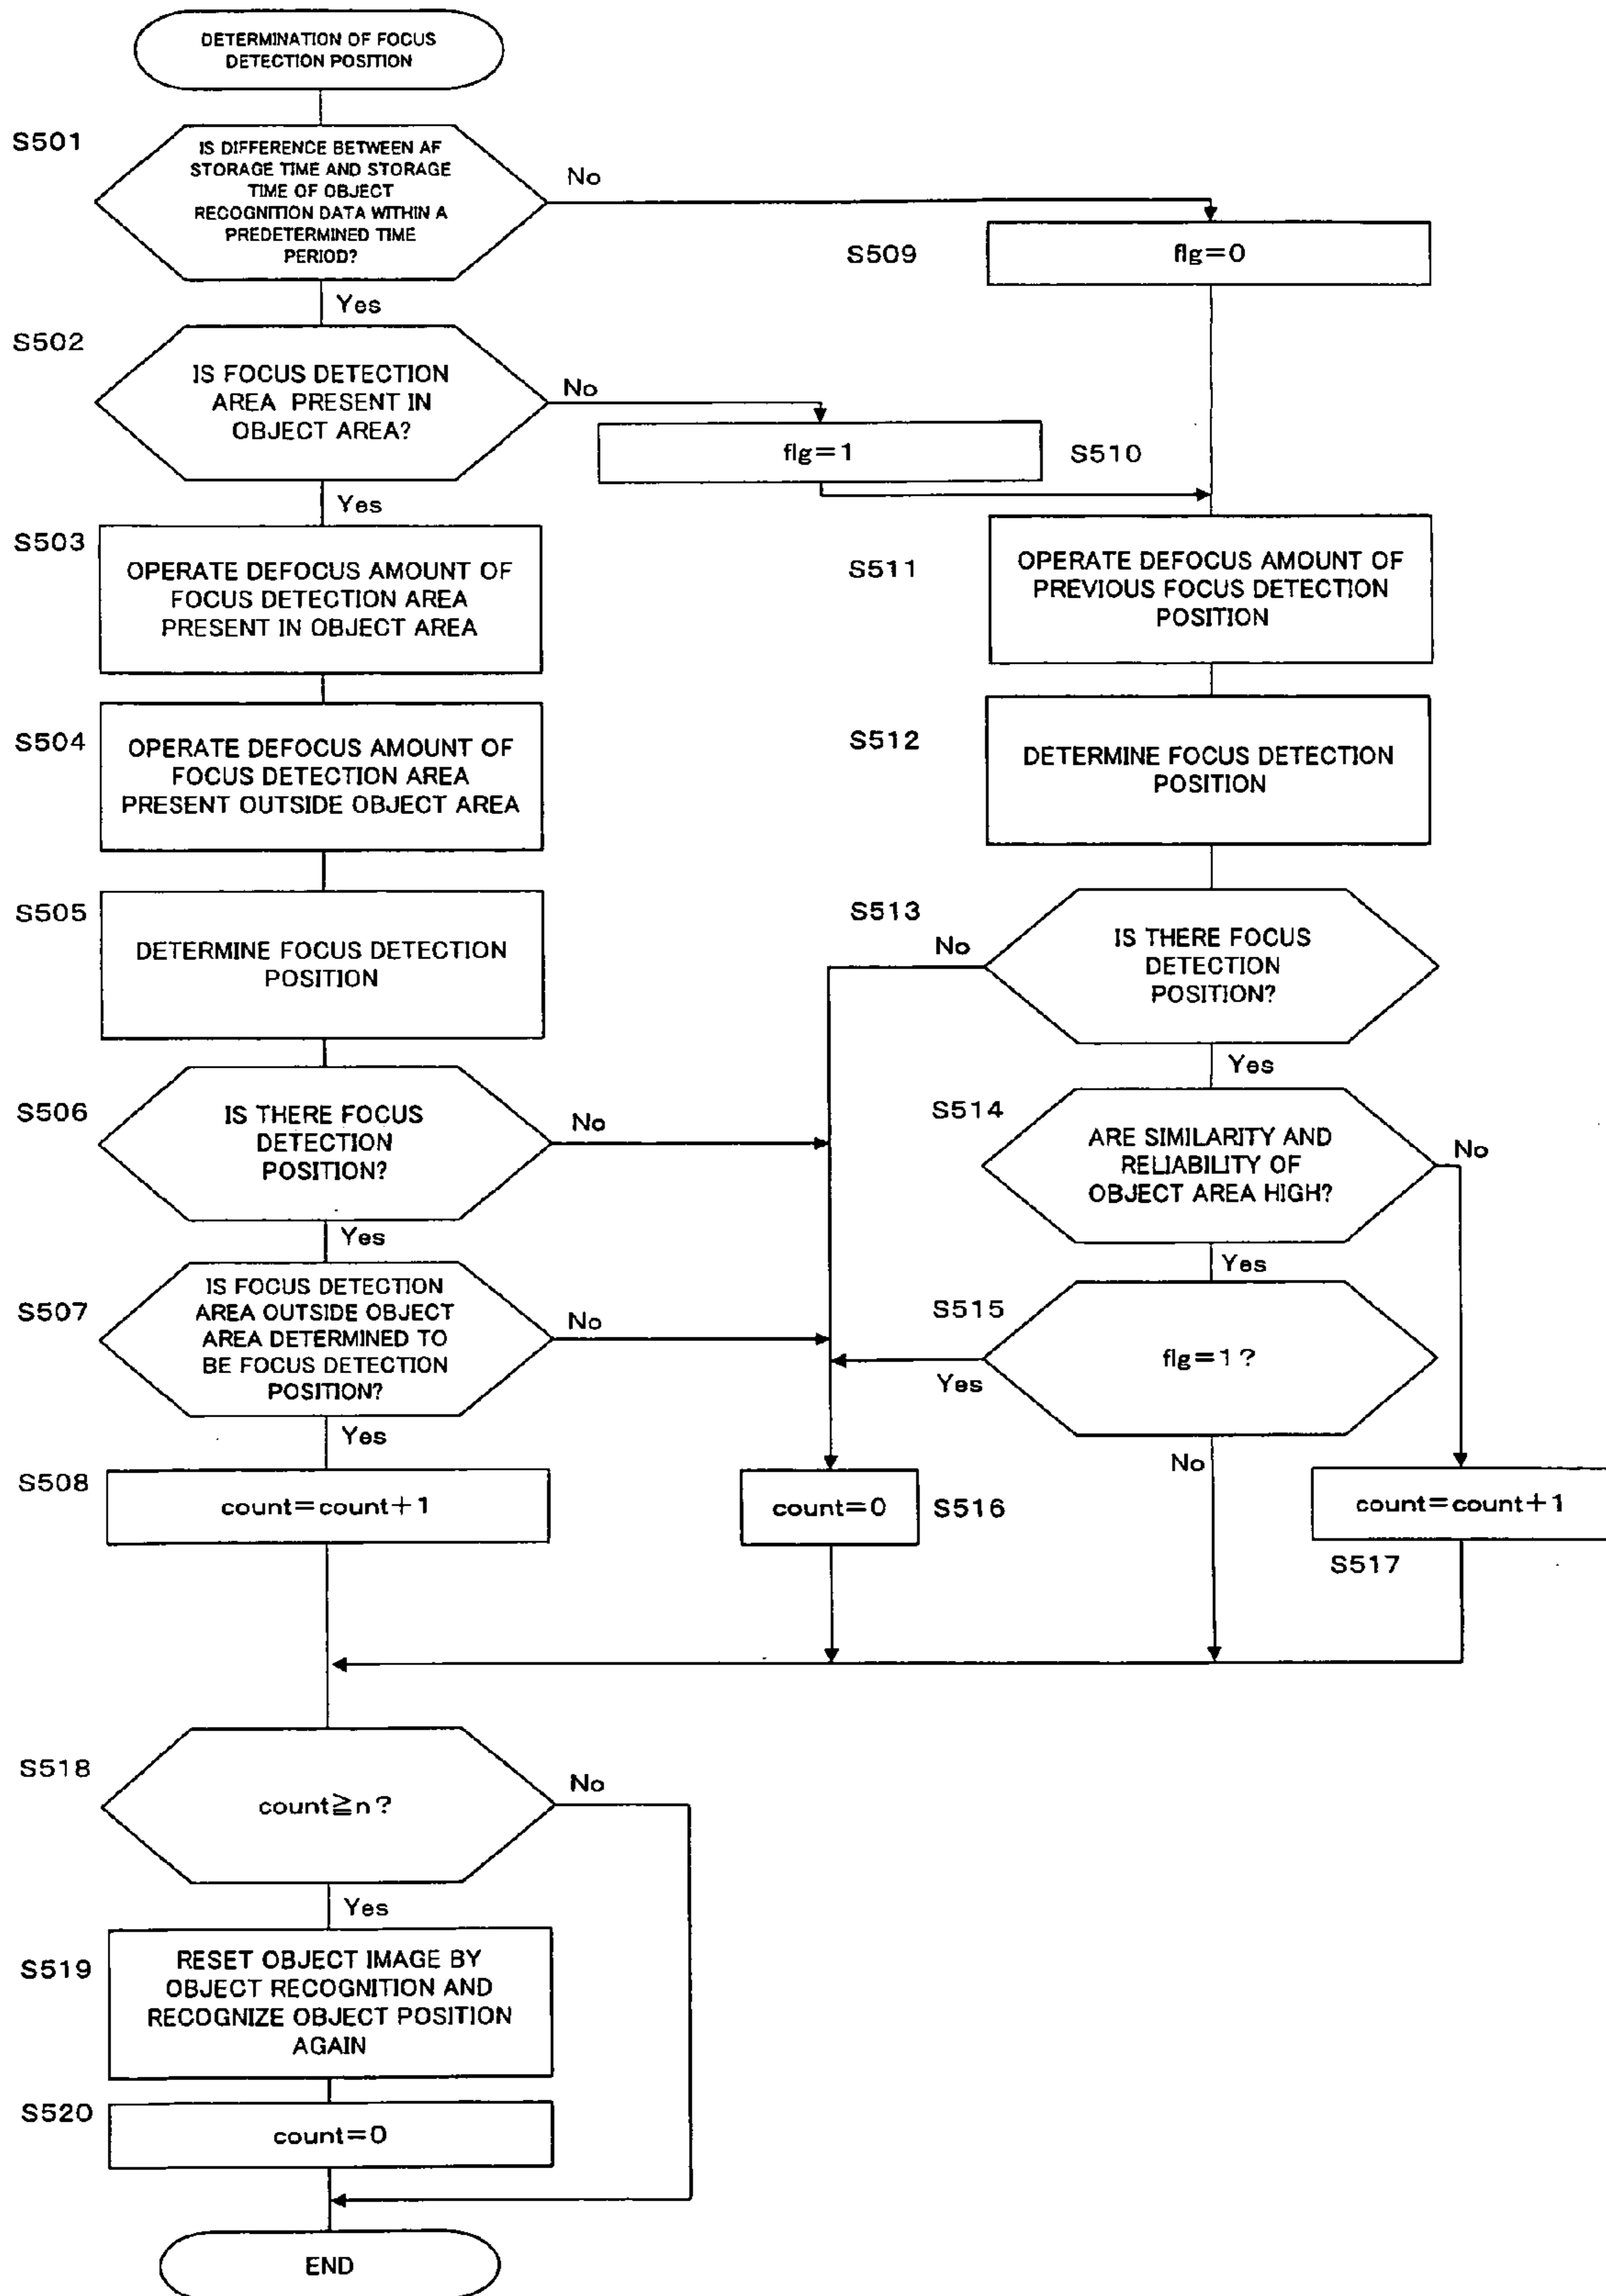 DETERMINATION OF FOCUS
DETECTION POSITION
S501
IS DIFFERENCE BETWEEN AF
STORAGE TIME AND STORAGE
TIME OF OBJECT
RECOGNITION DATA WITHIN A
PREDETERMINED TIME
PERIOD?
No
Yes
S509
flg=0
S502
IS FOCUS DETECTION
AREA PRESENT IN
OBJECT AREA?
No
Yes
flg=1
S510
S503
OPERATE DEFOCUS AMOUNT OF
FOCUS DETECTION AREA
PRESENT IN OBJECT AREA
S511
OPERATE DEFOCUS AMOUNT OF
PREVIOUS FOCUS DETECTION
POSITION
S504
OPERATE DEFOCUS AMOUNT OF
FOCUS DETECTION AREA
PRESENT OUTSIDE OBJECT AREA
S512
DETERMINE FOCUS DETECTION
POSITION
S505
DETERMINE FOCUS DETECTION
POSITION
S513
No
IS THERE FOCUS
DETECTION
POSITION?
Yes
S506
IS THERE FOCUS
DETECTION
POSITION?
No
Yes
S514
ARE SIMILARITY AND
RELIABILITY OF
OBJECT AREA HIGH?
No
Yes
S507
IS FOCUS DETECTION
AREA OUTSIDE OBJECT
AREA DETERMINED TO
BE FOCUS DETECTION
POSITION?
No
Yes
S515
flg=1?
Yes
No
S508
count=count+1
count=0
S516
count=count+1
S517
S518
count≧n?
No
Yes
S519
RESET OBJECT IMAGE BY
OBJECT RECOGNITION AND
RECOGNIZE OBJECT POSITION
AGAIN
S520
count=0
END